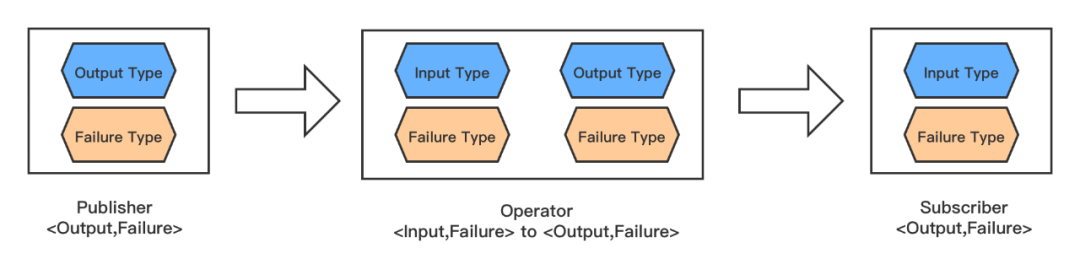 Output Type
Failure Type
Publisher
<Output,Failure>
Input Type
Output Type
Failure Type
Failure Type
Operator
<Input,Failure> to <Output,Failure>
Input Type
Failure Type
Subscriber
<Output,Failure>